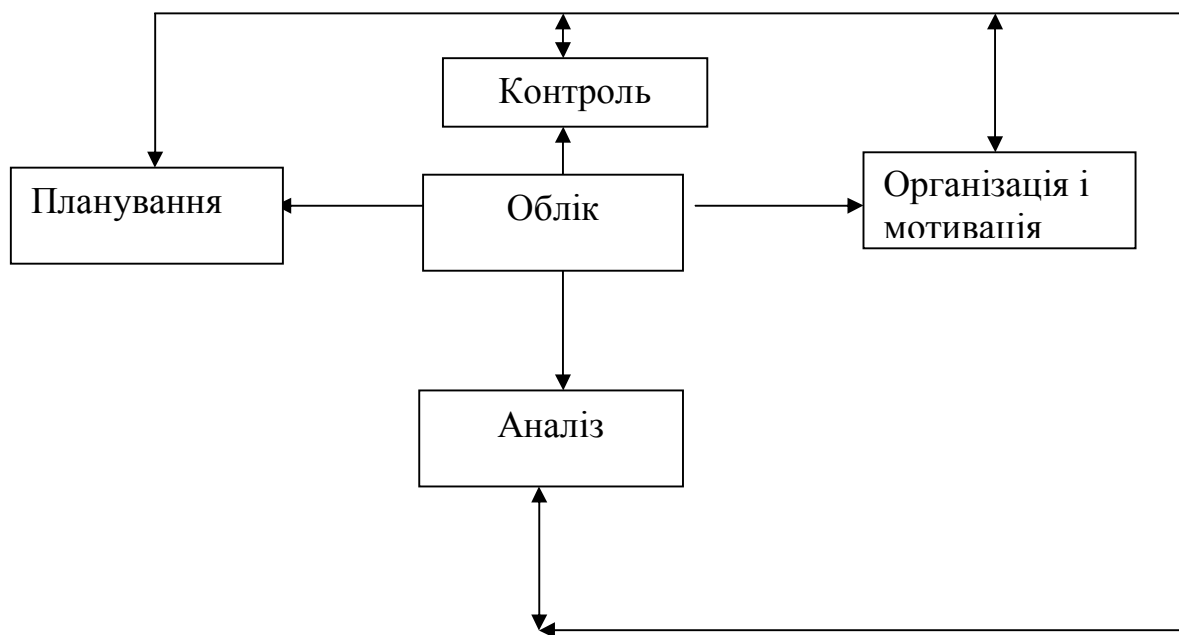 Контроль
Планування
Облік
Організація і
мотивація
Аналіз